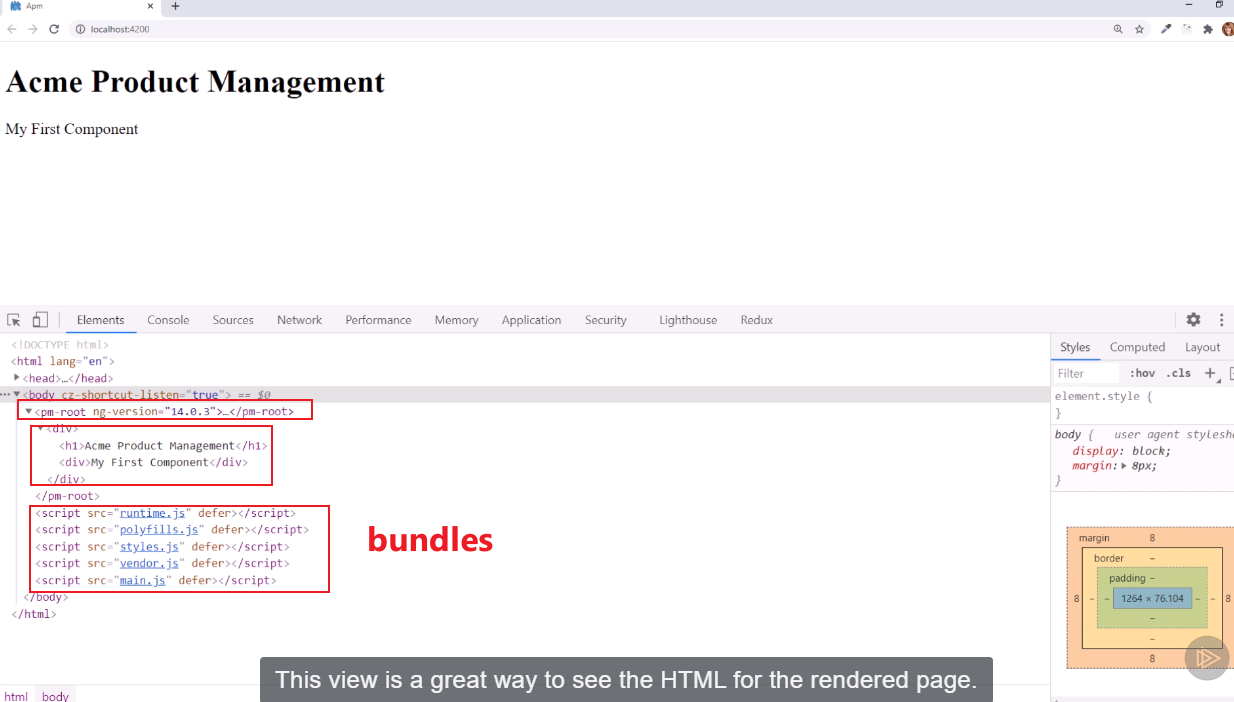 Apm
localhost:4200
Acme Product Management
My First Component
Elements Console Sources Network Performance Memory Application Security Lighthouse Redux
<!DOCTYPE html>
<html lang="en">
<head>…</head>
<body cz-shortcut-listen="true"> == $0
<pm-root ng-version="14.0.3">…</pm-root>
<div>
<h1>Acme Product Management</h1>
<div>My First Component</div>
</div>
</pm-root>
<script src="runtime.js" defer></script>
<script src="polyfills.js" defer></script>
<script src="styles.js" defer></script>
<script src="vendor.js" defer></script>
<script src="main.js" defer></script>
</body>
</html>
bundles
html body
Styles Computed Layout
Filter :hov .cls +
element.style {
}
body { user agent styleshe
display: block;
margin: 8px;
}
margin 8
border –
padding –
8 – – 1264 × 76.104 – – 8
–
–
8
This view is a great way to see the HTML for the rendered page.